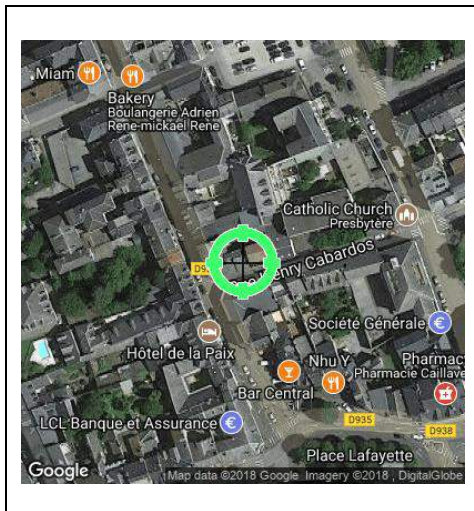 Miam
Bakery
Boulangerie Adrien
Rene-mickael Rene
Catholic Church
Presbytère
D93
Henry Cabardos
Société Générale
Hôtel de la Paix
Nhu Y
Pharmac
Pharmacie Caillave
Bar Central
LCL Banque et Assurance
D935
D938
Place Lafayette
Google
Map data ©2018 Google Imagery ©2018 , DigitalGlobe